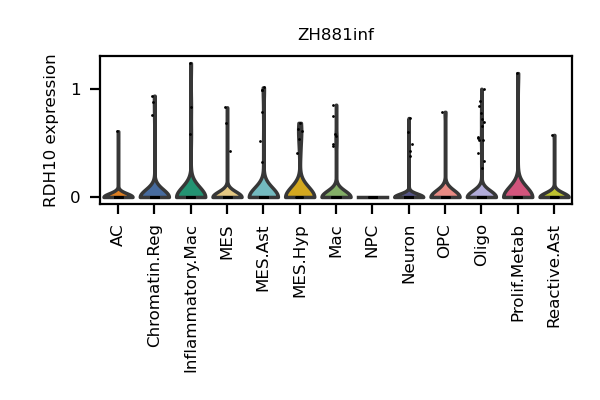 ZH881inf
RDH10 expression
1
0
AC
Chromatin.Reg
Inflammatory.Mac
MES
MES.Ast
MES.Hyp
Mac
NPC
Neuron
OPC
Oligo
Prolif.Metab
Reactive.Ast